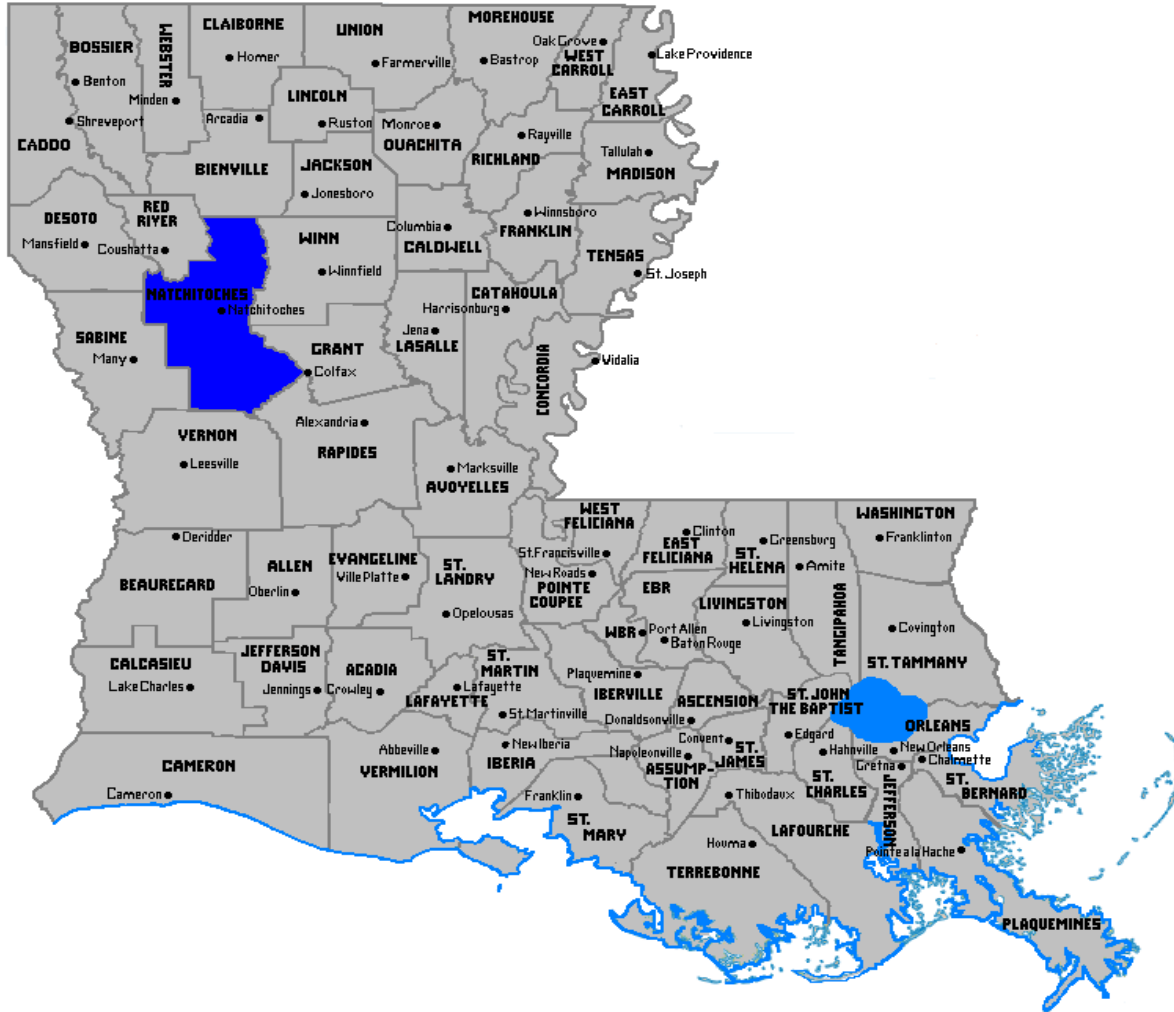 CLAIBORNE
UNION
MOREHOUSE
BOSSIER
WEBSTER
Homer
Farmerville
Bastrop
Oak Grove
WEST
CARROLL
Lake Providence
Benton
Minden
LINCOLN
EAST
CARROLL
Shreveport
Arcadia
Ruston
Monroe
OUACHITA
Rayville
CADDO
BIENVILLE
JACKSON
RICHLAND
Tallulah
MADISON
Jonesboro
DESOTO
RED
RIVER
Mansfield
Coushatta
WINN
Columbia
CALDWELL
Winnsboro
FRANKLIN
TENSAS
Winnfield
St. Joseph
NATCHITOCHES
Natchitoches
CATAHOULA
Harrisonburg
SABINE
Many
GRANT
Colfax
Jena
LASALLE
CONCORDIA
Vidalia
Alexandria
VERNON
Leesville
RAPIDES
Marksville
AVOYELLES
WEST
FELICIANA
WASHINGTON
Deridder
EAST
FELICIANA
Clinton
Greensburg
ST.
HELENA
Franklinton
BEAUREGARD
ALLEN
Oberlin
EVANGELINE
Ville Platte
ST.
LANDRY
Opelousas
St. Francisville
New Roads
POINTE
COUPEE
Amite
EBR
LIVINGSTON
Livingston
TANGIPAHOA
Covington
WBR
Port Allen
Baton Rouge
CALCASIEU
Lake Charles
JEFFERSON
DAVIS
Jennings
ACADIA
Crowley
ST.
MARTIN
Lafayette
LAFAYETTE
Plaquemine
IBERVILLE
ASCENSION
ST. JOHN
THE BAPTIST
ST. TAMMANY
St. Martinville
Donaldsonville
ORLEANS
CAMERON
Cameron
Abbeville
VERMILION
New Iberia
IBERIA
Napoleonville
ASSUMP-
TION
Convent
ST.
JAMES
Edgard
Hahnville
New Orleans
Chalmette
Gretna
ST.
CHARLES
JEFFERSON
ST.
BERNARD
Franklin
ST.
MARY
Thibodaux
LAFOURCHE
Houma
TERREBONNE
Pointe a la Hache
PLAQUEMINES